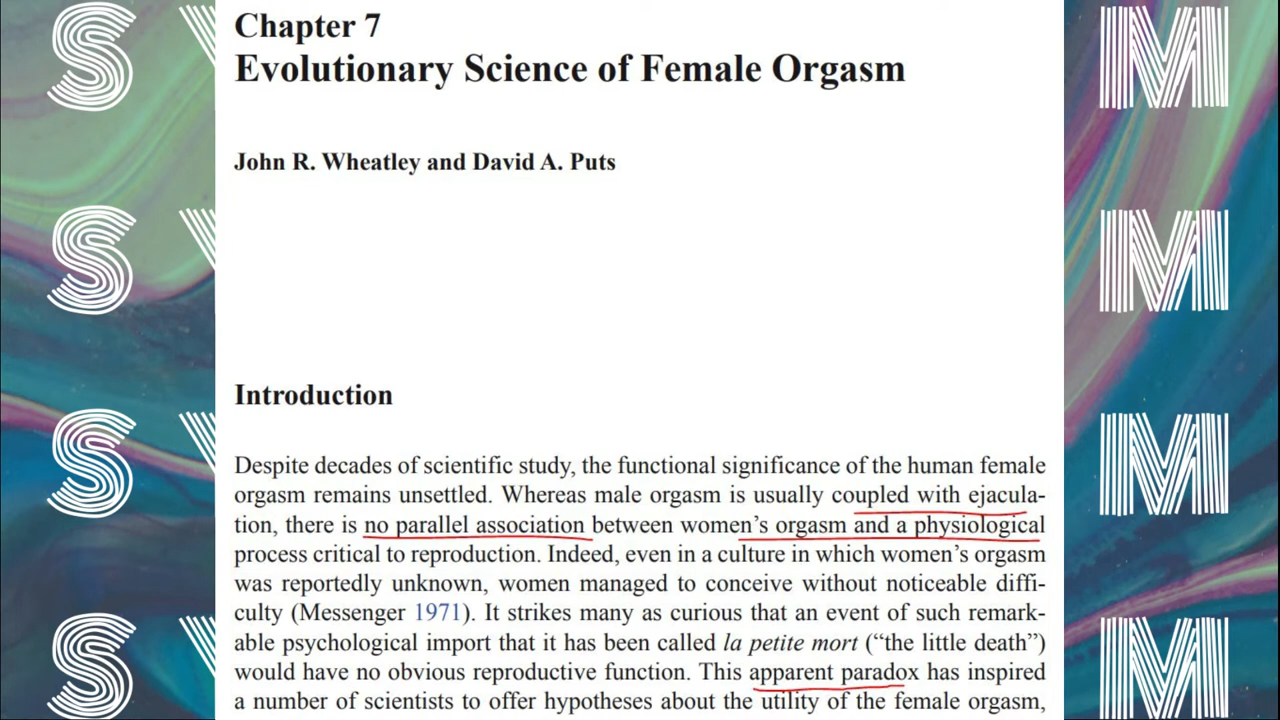 S Y M
Chapter 7
Evolutionary Science of Female Orgasm
John R. Wheatley and David A. Puts
S Y M
Introduction
S Y M
Despite decades of scientific study, the functional significance of the human female
orgasm remains unsettled. Whereas male orgasm is usually coupled with ejacula-
tion, there is no parallel association between women's orgasm and a physiological
process critical to reproduction. Indeed, even in a culture in which women's orgasm
was reportedly unknown, women managed to conceive without noticeable diffi-
culty (Messenger 1971). It strikes many as curious that an event of such remark-
able psychological import that it has been called la petite mort ("the little death")
would have no obvious reproductive function. This apparent paradox has inspired
a number of scientists to offer hypotheses about the utility of the female orgasm,
S Y M